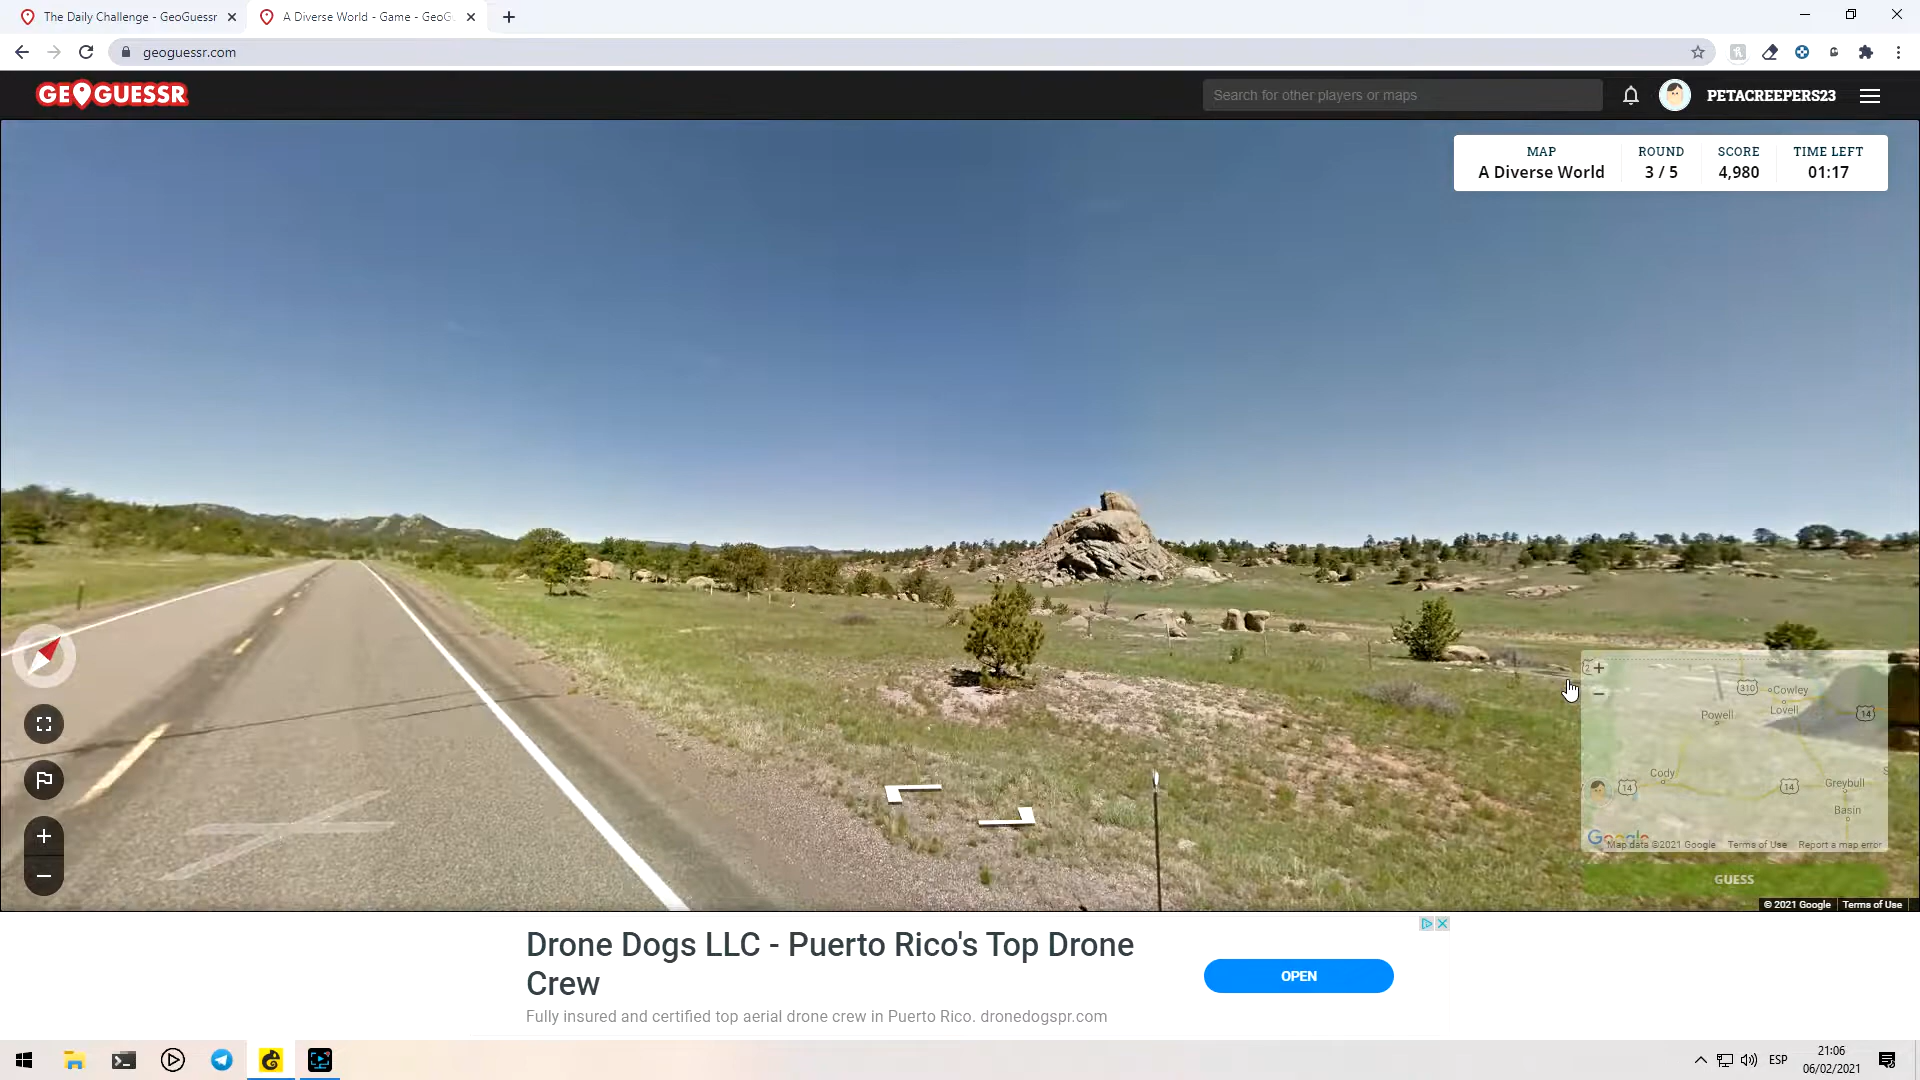 The Daily Challenge - GeoGuessr
A Diverse World - Game - GeoG
geoguessr.com
GEOGUESSR
Search for other players or maps
PETACREEPERS23
MAP
A Diverse World
ROUND
3 / 5
SCORE
4,980
TIME LEFT
01:17
310
Cowley
Lovell
14
Powell
Cody
14
14
Greybull
Basin
Google
Map data ©2021 Google
Terms of Use
Report a map error
GUESS
© 2021 Google
Terms of Use
Drone Dogs LLC - Puerto Rico's Top Drone
Crew
Fully insured and certified top aerial drone crew in Puerto Rico. dronedogspr.com
OPEN
ESP
21:06
06/02/2021